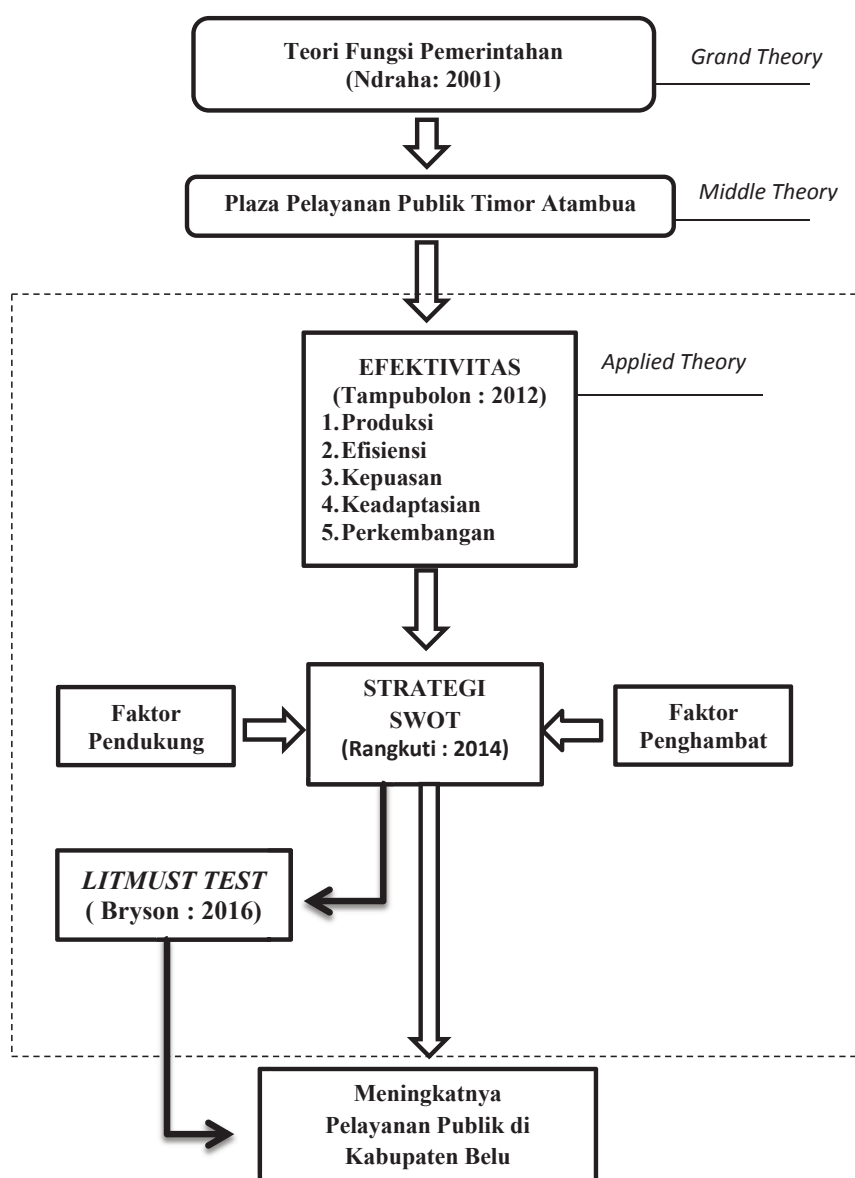 Teori Fungsi Pemerintahan
(Ndraha: 2001)
Grand Theory
Plaza Pelayanan Publik Timor Atambua
Middle Theory
EFEKTIVITAS
(Tampubolon : 2012)
1.Produksi
2.Efisiensi
3.Kepuasan
4.Keadaptasian
5.Perkembangan
Applied Theory
Faktor
Pendukung
STRATEGI
SWOT
(Rangkuti : 2014)
Faktor
Penghambat
LITMUST TEST
( Bryson : 2016)
Meningkatnya
Pelayanan Publik di
Kabupaten Belu